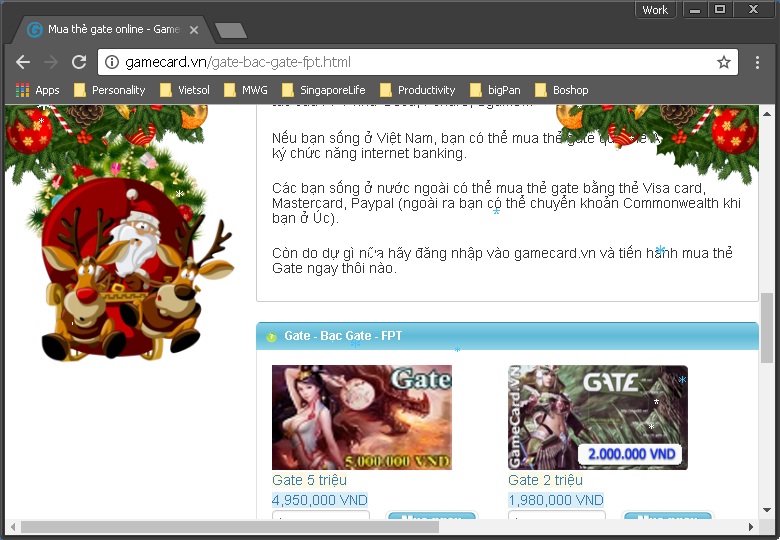 Work
Mua thẻ gate online - Game
gamecard.vn/gate-bac-gate-fpt.html
Apps Personality Vietsol MWG SingaporeLife Productivity bigPan Boshop
Nếu bạn sống ở Việt Nam, bạn có thể mua thẻ gate
ký chức năng internet banking.
Các bạn sống ở nước ngoài có thể mua thẻ gate bằng thẻ Visa card,
Mastercard, Paypal (ngoài ra bạn có thể chuyển khoản Commonwealth khi
bạn ở Úc).
Còn do dự gì nữa hãy đăng nhập vào gamecard.vn và tiến hành mua thẻ
Gate ngay thôi nào.
Gate - Bạc Gate - FPT
Gate
5,000,000 VND
GameCard.VN
GATE
2.000.000 VND
Gate 5 triệu
Gate 2 triệu
4,950,000 VND
1,980,000 VND